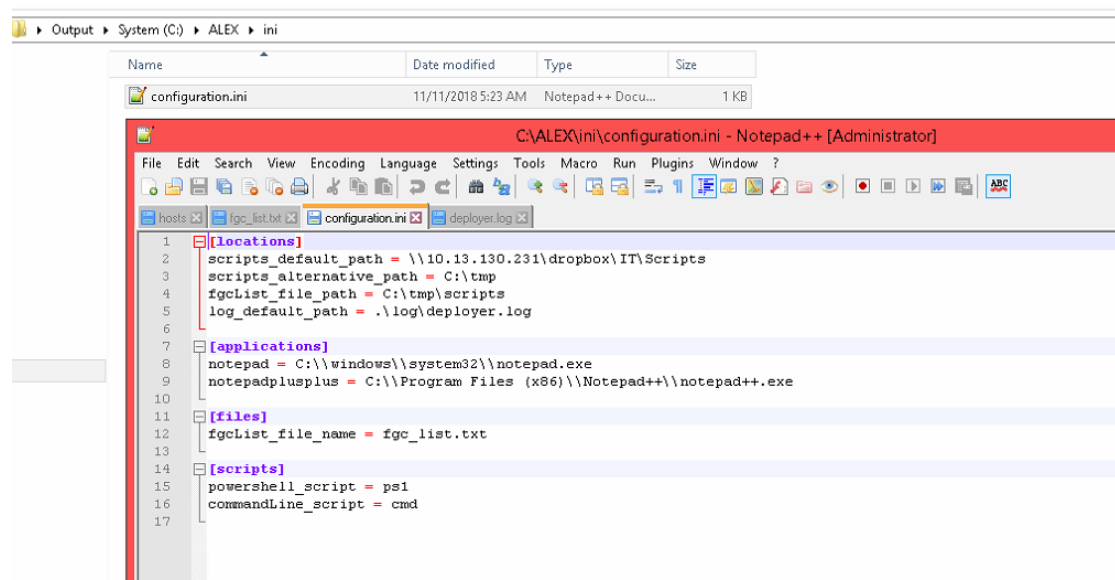 Output System (C:) ALEX ini
Name Date modified Type Size
configuration.ini 11/11/2018 5:23 AM Notepad++ Docu... 1 KB
C:\ALEX\ini\configuration.ini - Notepad++ [Administrator]
File Edit Search View Encoding Language Settings Tools Macro Run Plugins Window ?
ABC
hosts fgc_list.txt configuration.ini deployer.log
1 [locations]
2 scripts_default_path = \\10.13.130.231\dropbox\IT\Scripts
3 scripts_alternative_path = C:\tmp
4 fgcList_file_path = C:\tmp\scripts
5 log_default_path = .\log\deployer.log
6
7 [applications]
8 notepad = C:\\windows\\system32\\notepad.exe
9 notepadplusplus = C:\\Program Files (x86)\\Notepad++\\notepad++.exe
10
11 [files]
12 fgcList_file_name = fgc_list.txt
13
14 [scripts]
15 powershell_script = ps1
16 commandLine_script = cmd
17